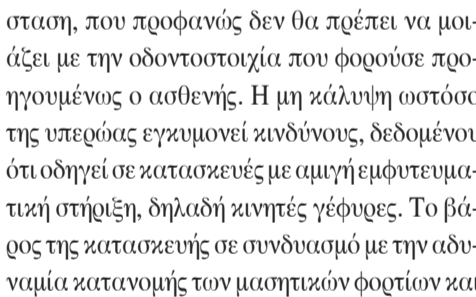 σταση, που προφανώς δεν θα πρέπει να μοι-
άζει με την οδοντοστοιχία που φορούσε προ-
ηγουμένως ο ασθενής. Η μη κάλυψη ωστόσο
της υπερώας εγκυμονεί κινδύνους, δεδομένου
ότι οδηγεί σε κατασκευές με αμιγή εμφυτευμα-
τική στήριξη, δηλαδή κινητές γέφυρες. Το βά-
ρος της κατασκευής σε συνδυασμό με την αδυ-
ναμία κατανομής των μασητικών φορτίων και